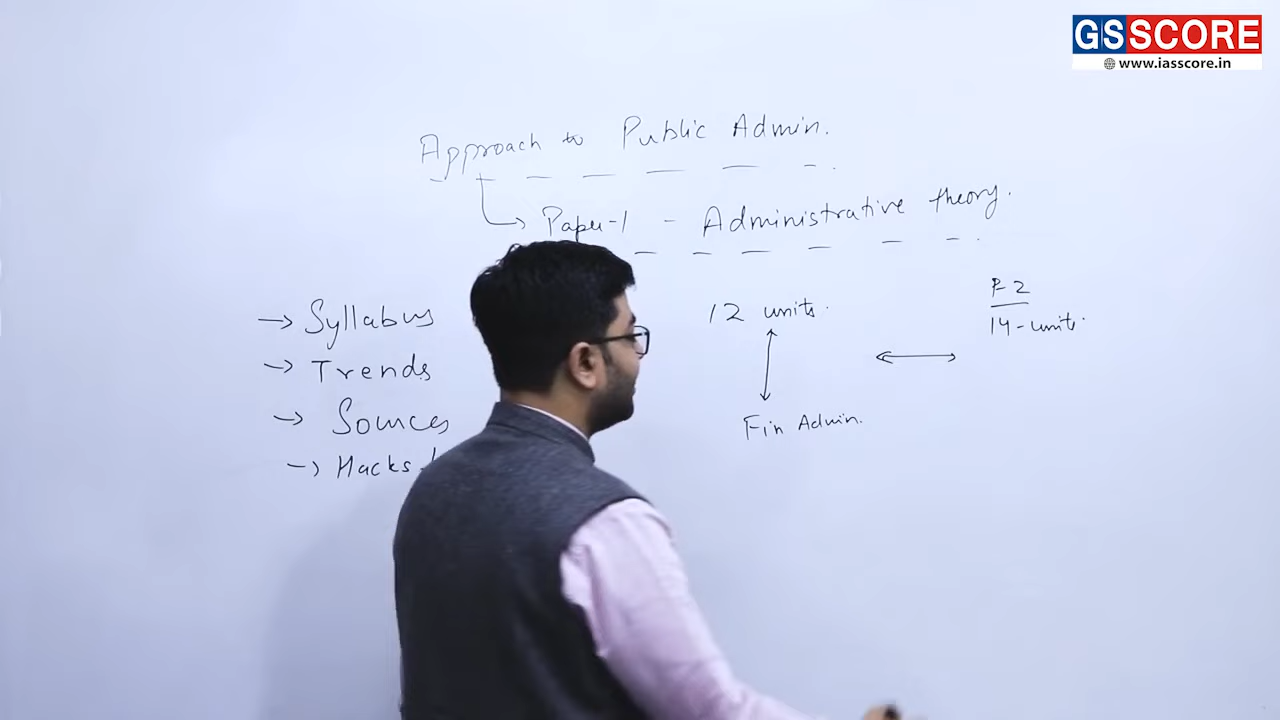 GSSCORE
www.iasscore.in
Approach to Public Admin.
Paper-1 - Administrative theory.
→ Syllabus
→ Trends
→ Sources
→ Hacks
12 units.
Fin Admin.
P-2
14-units.